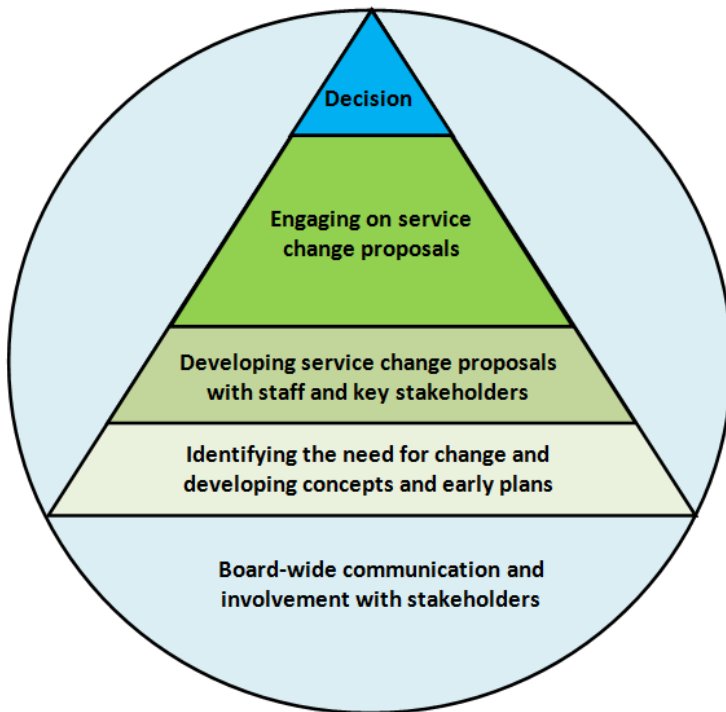 Decision
Engaging on service
change proposals
Developing service change proposals
with staff and key stakeholders
Identifying the need for change and
developing concepts and early plans
Board-wide communication and
involvement with stakeholders